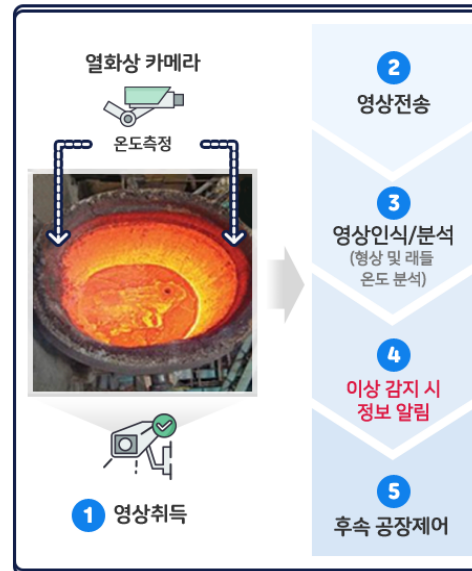 열화상 카메라
온도측정
1 영상취득
2
영상전송
3
영상인식/분석
(형상 및 래들
온도 분석)
4
이상 감지 시
정보 알림
5
후속 공장제어